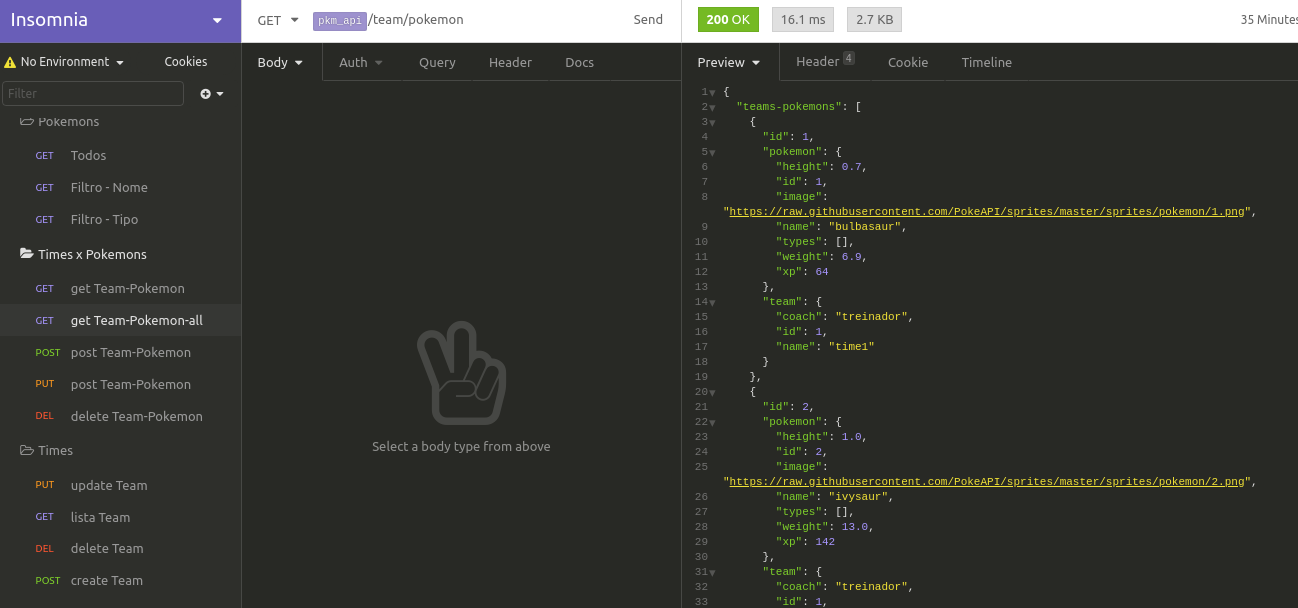 Insomnia
GET pkm_api/team/pokemon Send
200 OK 16.1 ms 2.7 KB
No Environment Cookies
Filter
Pokemons
GET Todos
GET Filtro - Nome
GET Filtro - Tipo
Times x Pokemons
GET get Team-Pokemon
GET get Team-Pokemon-all
POST post Team-Pokemon
PUT post Team-Pokemon
DEL delete Team-Pokemon
Times
PUT update Team
GET lista Team
DEL delete Team
POST create Team
Body Auth Query Header Docs
Select a body type from above
Preview Header 4 Cookie Timeline
1 {
2 "teams-pokemons": [
3 {
4 "id": 1,
5 "pokemon": {
6 "height": 0.7,
7 "id": 1,
8 "image":
"https://raw.githubusercontent.com/PokeAPI/sprites/master/sprites/pokemon/1.png",
9 "name": "bulbasaur",
10 "types": [],
11 "weight": 6.9,
12 "xp": 64
13 },
14 "team": {
15 "coach": "treinador",
16 "id": 1,
17 "name": "time1"
18 }
19 },
20 {
21 "id": 2,
22 "pokemon": {
23 "height": 1.0,
24 "id": 2,
25 "image":
"https://raw.githubusercontent.com/PokeAPI/sprites/master/sprites/pokemon/2.png",
26 "name": "ivysaur",
27 "types": [],
28 "weight": 13.0,
29 "xp": 142
30 },
31 "team": {
32 "coach": "treinador",
33 "id": 1,